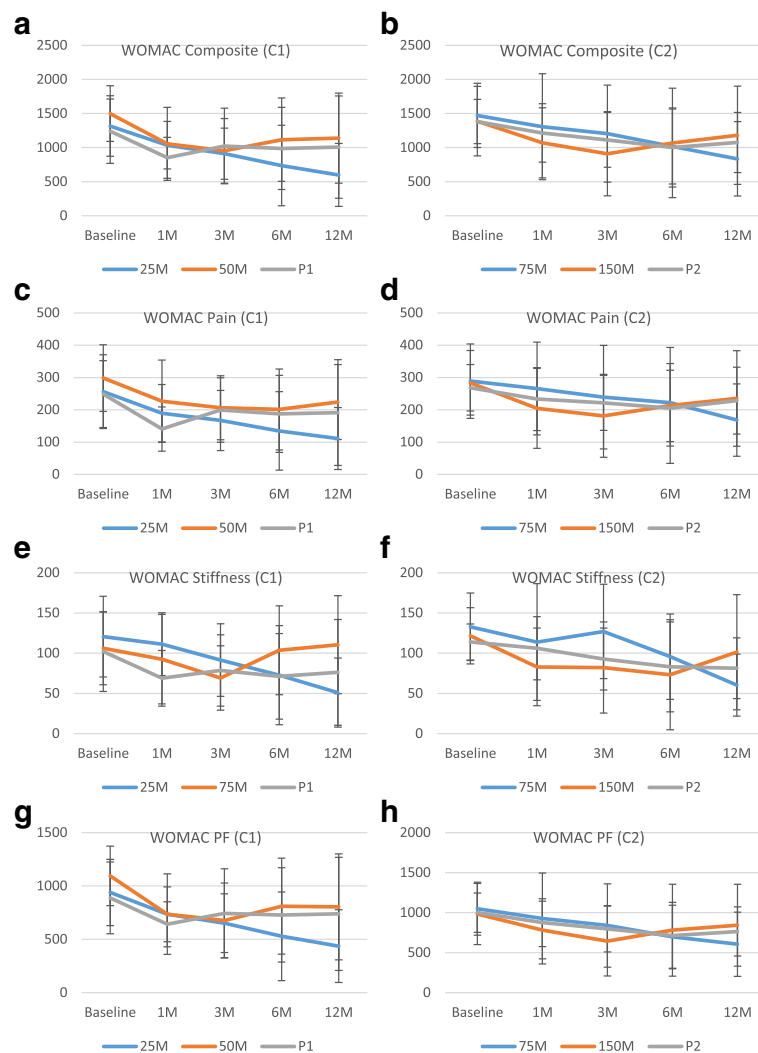 a
WOMAC Composite (C1)
2500
2000
1500
1000
500
0
Baseline 1M 3M 6M 12M
25M 50M P1
b
WOMAC Composite (C2)
2500
2000
1500
1000
500
0
Baseline 1M 3M 6M 12M
75M 150M P2
c
WOMAC Pain (C1)
500
400
300
200
100
0
Baseline 1M 3M 6M 12M
25M 50M P1
d
WOMAC Pain (C2)
500
400
300
200
100
0
Baseline 1M 3M 6M 12M
75M 150M P2
e
WOMAC Stiffness (C1)
200
150
100
50
0
Baseline 1M 3M 6M 12M
25M 75M P1
f
WOMAC Stiffness (C2)
200
150
100
50
0
Baseline 1M 3M 6M 12M
75M 150M P2
g
WOMAC PF (C1)
1500
1000
500
0
Baseline 1M 3M 6M 12M
25M 50M P1
h
WOMAC PF (C2)
2000
1500
1000
500
0
Baseline 1M 3M 6M 12M
75M 150M P2